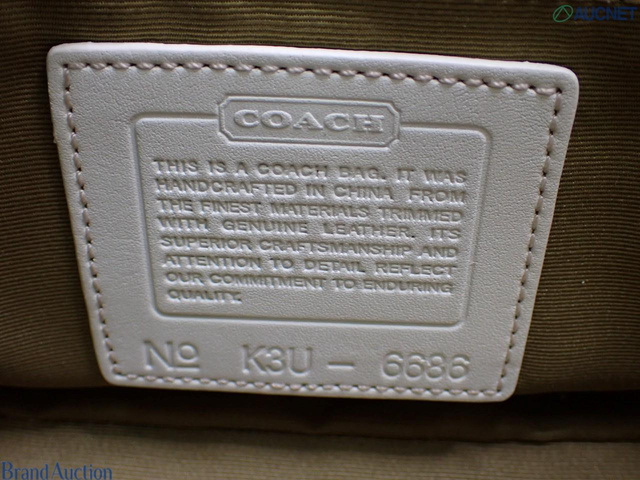 AUCNET
COACH
THIS IS A COACH BAG. IT WAS
HANDCRAFTED IN CHINA FROM
THE FINEST MATERIALS TRIMMED
WITH GENUINE LEATHER. ITS
SUPERIOR CRAFTSMANSHIP AND
ATTENTION TO DETAIL REFLECT
OUR COMMITMENT TO ENDURING
QUALITY.
No K3U - 6686
Brand Auction